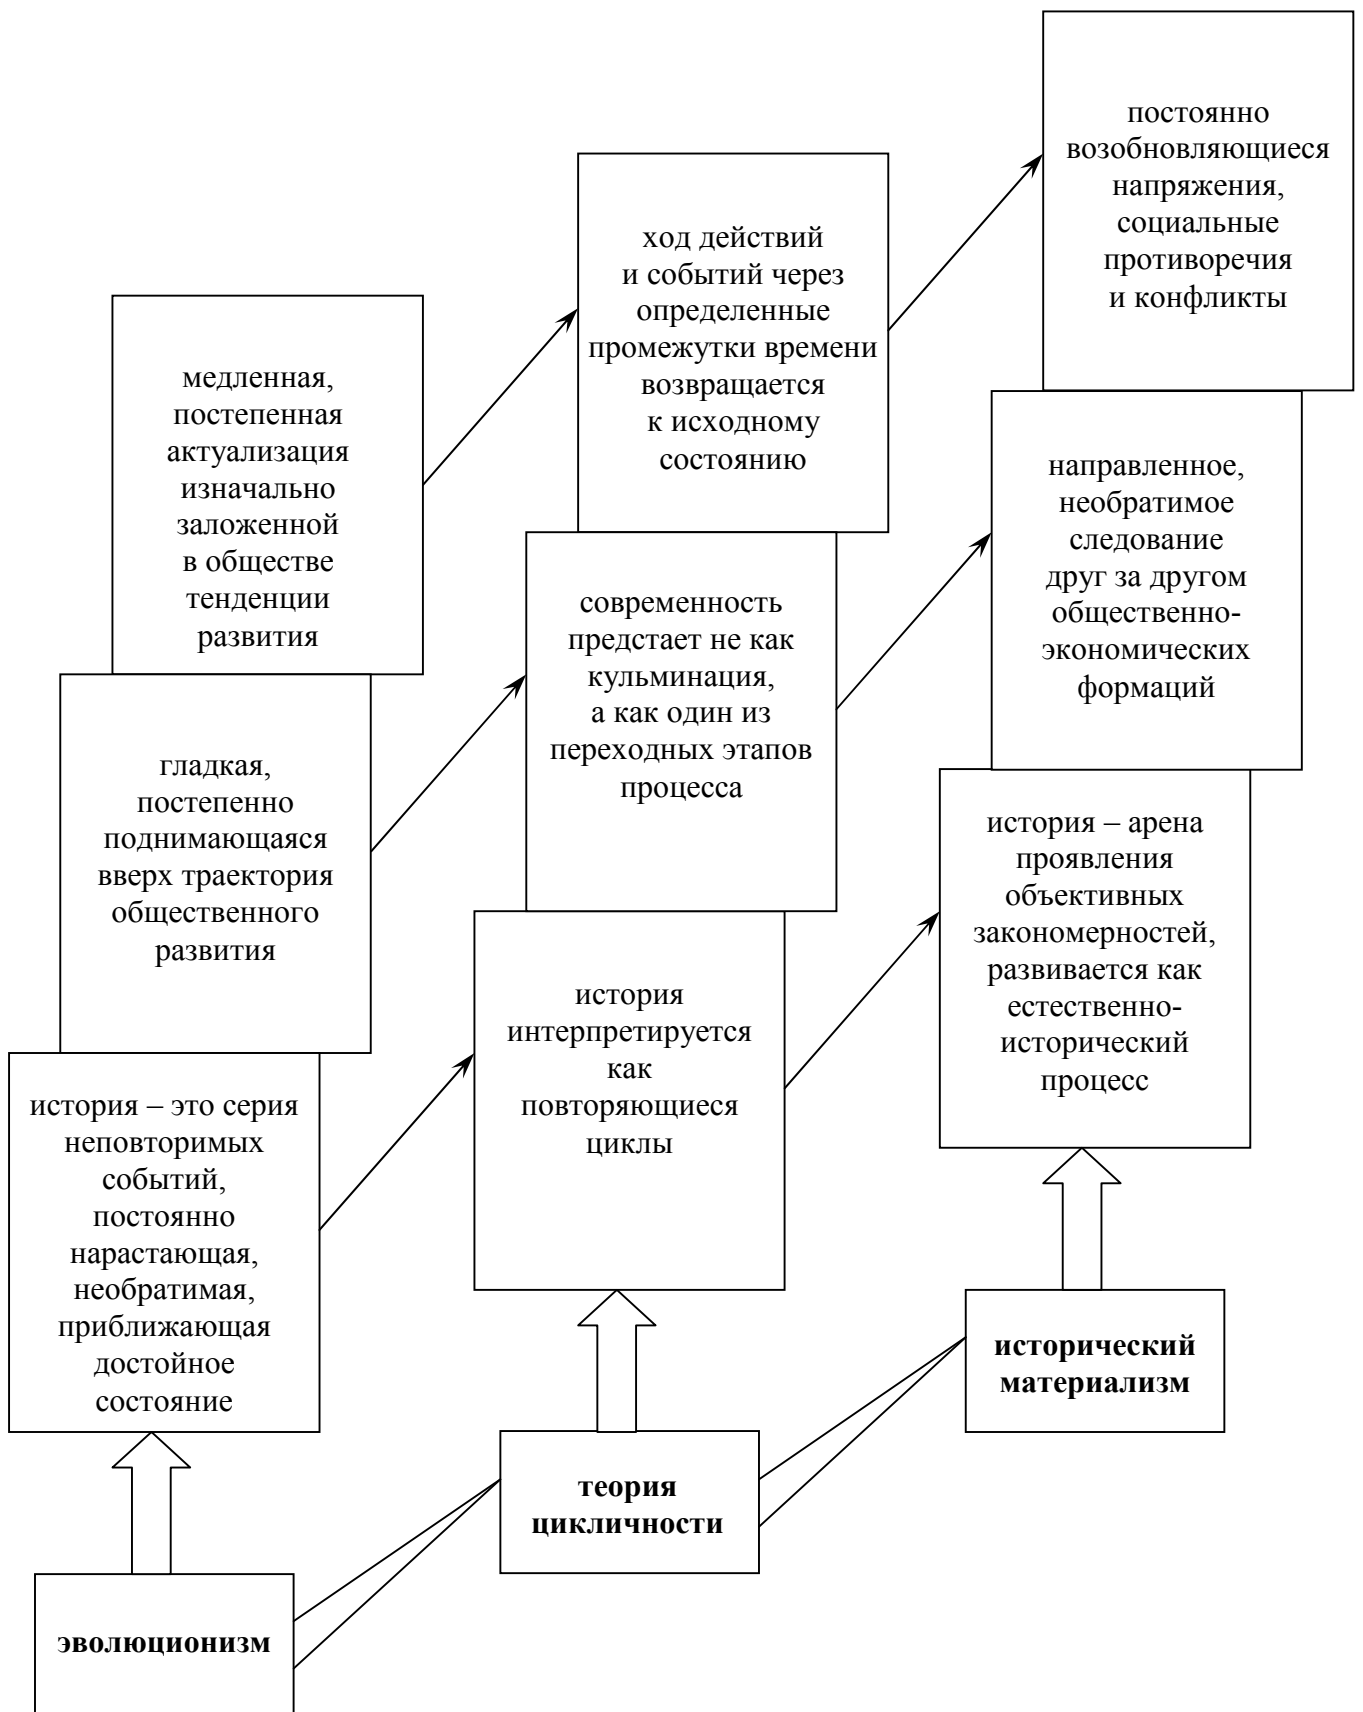 постоянно
возобновляющиеся
напряжения,
социальные
противоречия
и конфликты
ход действий
и событий через
определенные
промежутки времени
возвращается
к исходному
состоянию
медленная,
постепенная
актуализация
изначально
заложенной
в обществе
тенденции
развития
направленное,
необратимое
следование
друг за другом
общественно-
экономических
формаций
современность
предстает не как
кульминация,
а как один из
переходных этапов
процесса
гладкая,
постепенно
поднимающаяся
вверх траектория
общественного
развития
история – арена
проявления
объективных
закономерностей,
развивается как
естественно-
исторический
процесс
история
интерпретируется
как
повторяющиеся
циклы
история – это серия
неповторимых
событий,
постоянно
нарастающая,
необратимая,
приближающая
достойное
состояние
исторический
материализм
теория
цикличности
эволюционизм